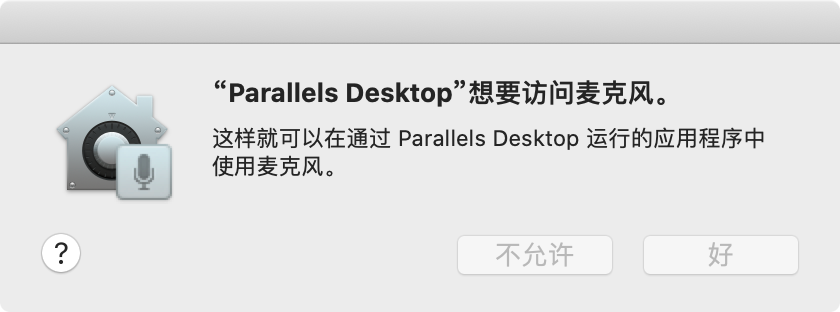 “Parallels Desktop”想要访问麦克风。
这样就可以在通过 Parallels Desktop 运行的应用程序中
使用麦克风。
?
不允许
好